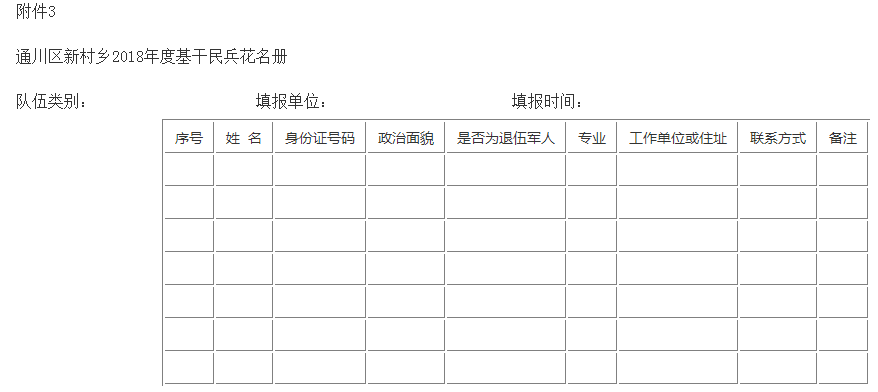 附件3
通川区新村乡2018年度基干民兵花名册
队伍类别： 填报单位： 填报时间：
序号 姓 名 身份证号码 政治面貌 是否为退伍军人 专业 工作单位或住址 联系方式 备注